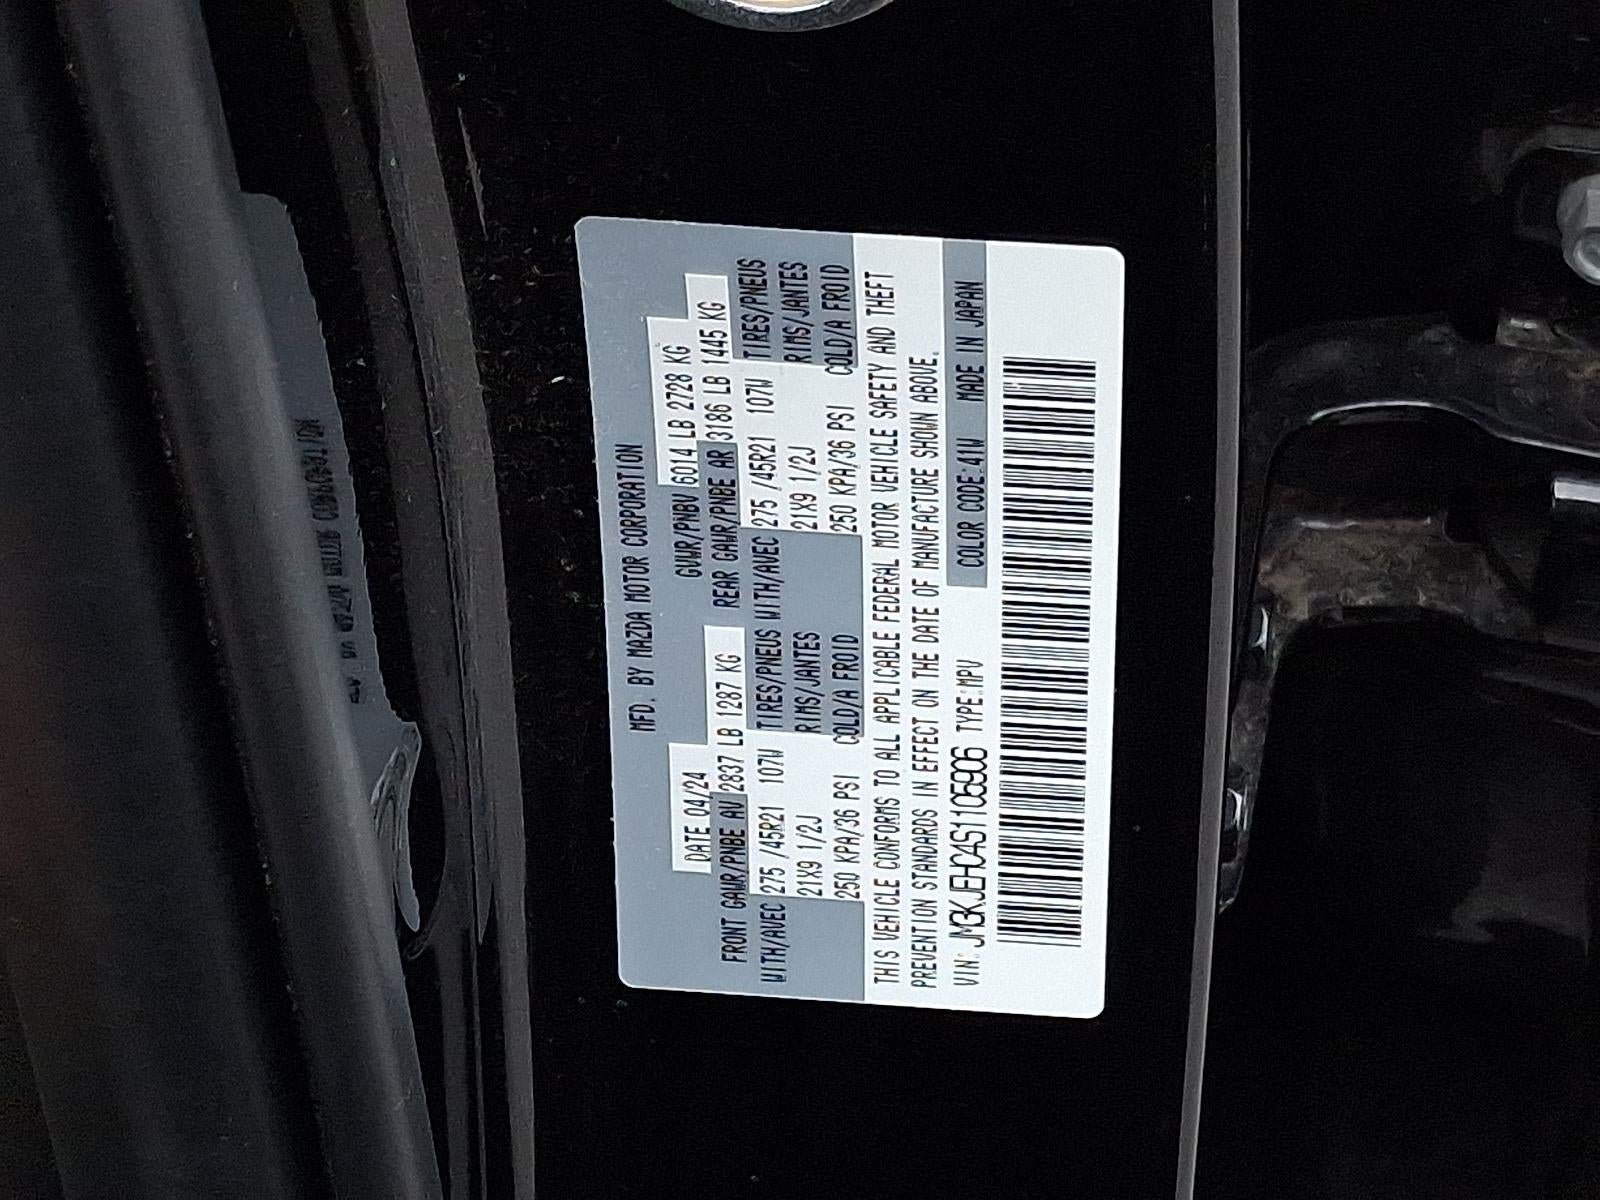 MFD. BY MAZDA MOTOR CORPORATION
DATE 04/24 GVWR/PNBV 6014 LB 2728 KG
FRONT GAWR/PNBE AV 2837 LB 1287 KG REAR GAWR/PNBE AR 3186 LB 1445 KG
WITH/AVEC 275 /45R21 107W TIRES/PNEUS WITH/AVEC 275 /45R21 107W TIRES/PNEUS
21X9 1/2J RIMS/JANTES 21X9 1/2J RIMS/JANTES
250 KPA/36 PSI COLD/A FROID 250 KPA/36 PSI COLD/A FROID
THIS VEHICLE CONFORMS TO ALL APPLICABLE FEDERAL MOTOR VEHICLE SAFETY AND THEFT
PREVENTION STANDARDS IN EFFECT ON THE DATE OF MANUFACTURE SHOWN ABOVE.
VIN: JM3KJEHC4S1105906 TYPE:MPV COLOR CODE:41W MADE IN JAPAN